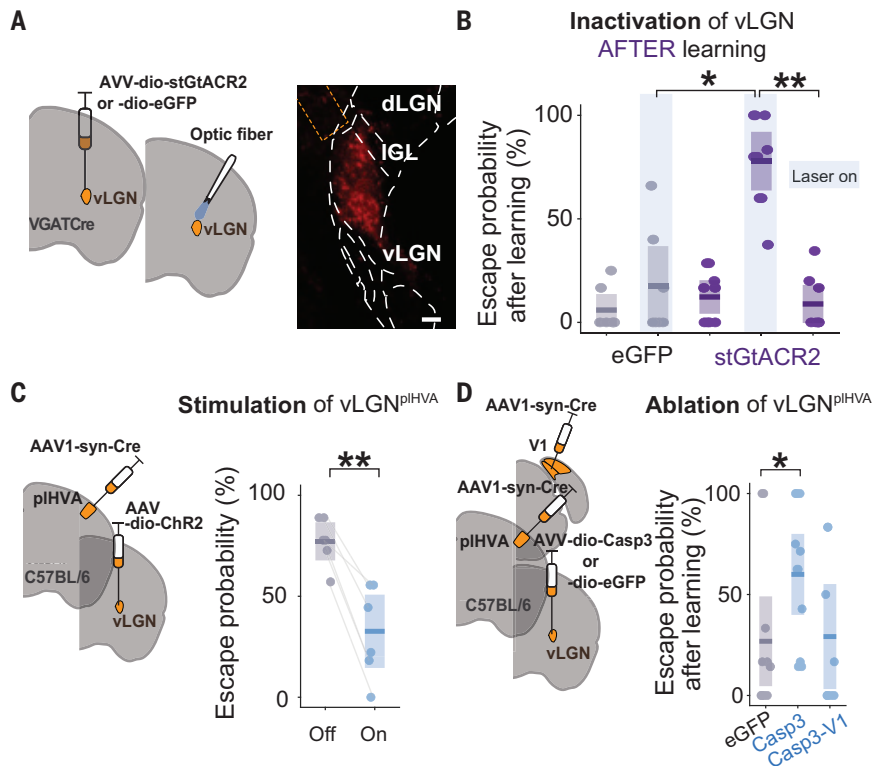 A
AVV-dio-stGtACR2
or -dio-eGFP
Optic fiber
vLGN
VGATCre
vLGN
dLGN
IGL
vLGN
B
Inactivation of vLGN
AFTER learning
* **
Escape probability
after learning (%)
100
50
0
Laser on
eGFP stGtACR2
C
Stimulation of vLGNplHVA
AAV1-syn-Cre
plHVA
AAV
-dio-ChR2
C57BL/6
vLGN
Escape probability (%)
**
100
50
0
Off On
D
Ablation of vLGNplHVA
AAV1-syn-Cre
V1
AAV1-syn-Cre
plHVA
AVV-dio-Casp3
or
-dio-eGFP
C57BL/6
vLGN
Escape probability
after learning (%)
*
100
50
0
eGFP
Casp3
Casp3-V1